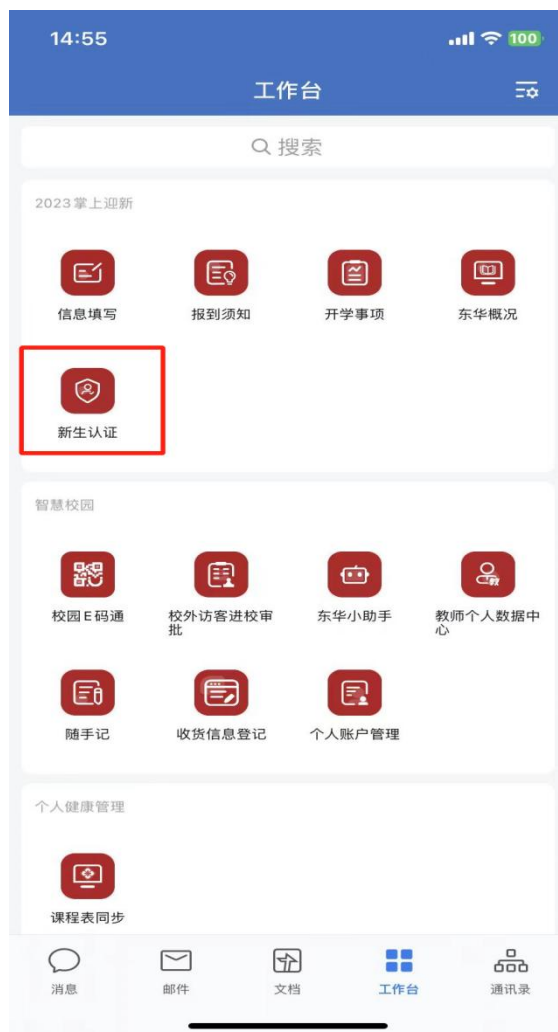 14:55
100
工作台
搜索
2023掌上迎新
信息填写
报到须知
开学事项
东华概况
新生认证
智慧校园
校园E码通
校外访客进校审
批
东华小助手
教师个人数据中
心
随手记
收货信息登记
个人账户管理
个人健康管理
课程表同步
消息
邮件
文档
工作台
通讯录